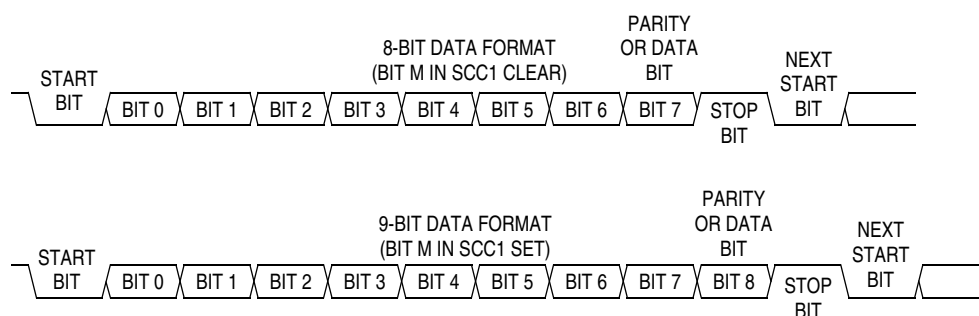 8-BIT DATA FORMAT
(BIT M IN SCC1 CLEAR)
PARITY
OR DATA
BIT
START
BIT
BIT 0 BIT 1 BIT 2 BIT 3 BIT 4 BIT 5 BIT 6 BIT 7
STOP
BIT
NEXT
START
BIT
9-BIT DATA FORMAT
(BIT M IN SCC1 SET)
PARITY
OR DATA
BIT
START
BIT
BIT 0 BIT 1 BIT 2 BIT 3 BIT 4 BIT 5 BIT 6 BIT 7 BIT 8
STOP
BIT
NEXT
START
BIT